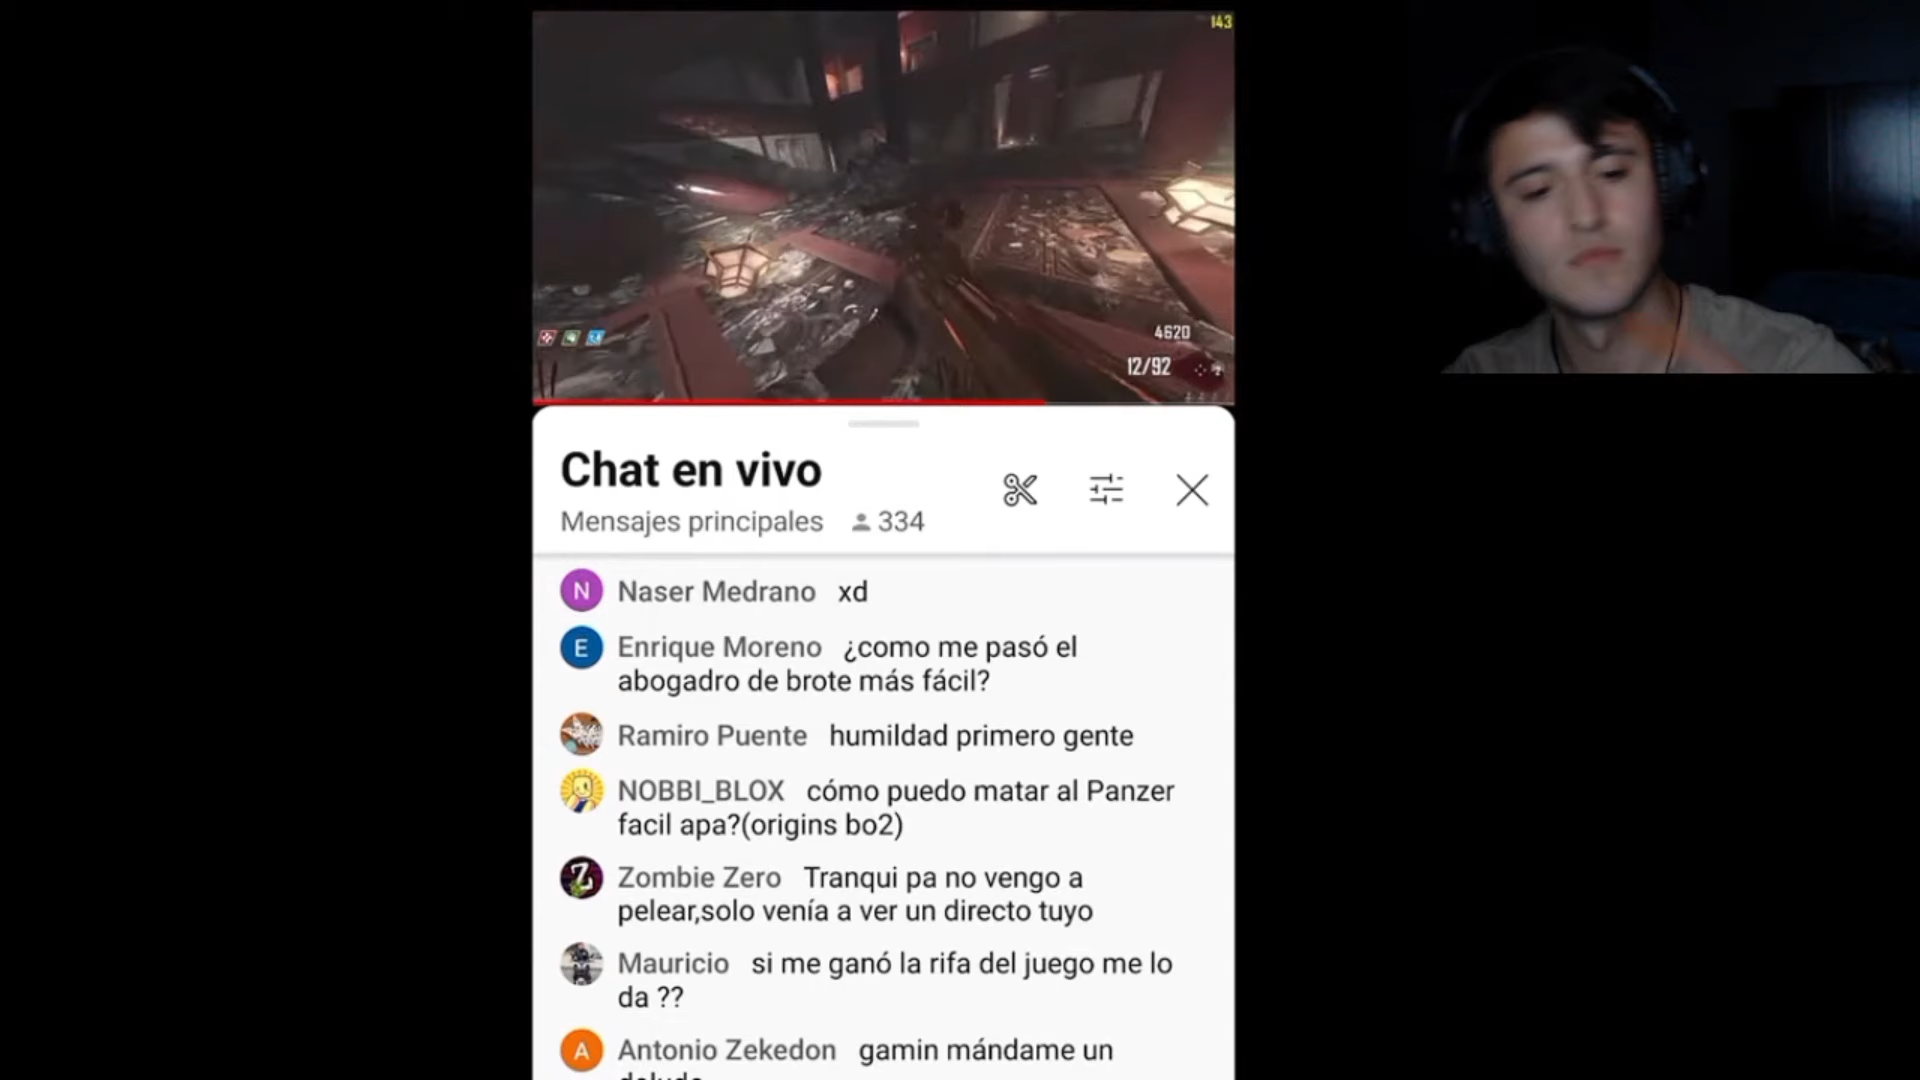 143
4620
12/92
Chat en vivo
Mensajes principales 334
N Naser Medrano xd
E Enrique Moreno ¿como me pasó el
abogadro de brote más fácil?
Ramiro Puente humildad primero gente
NOBBI_BLOX cómo puedo matar al Panzer
facil apa?(origins bo2)
Z Zombie Zero Tranqui pa no vengo a
pelear,solo venía a ver un directo tuyo
Mauricio si me ganó la rifa del juego me lo
da ??
A Antonio Zekedon gamin mándame un